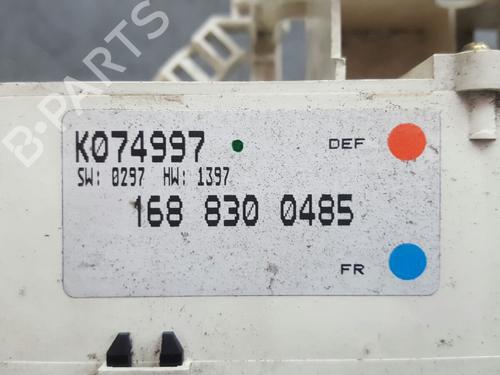 B-PARTS
K074997
DEF
SW: 0297 HW: 1397
168 830 0485
FR